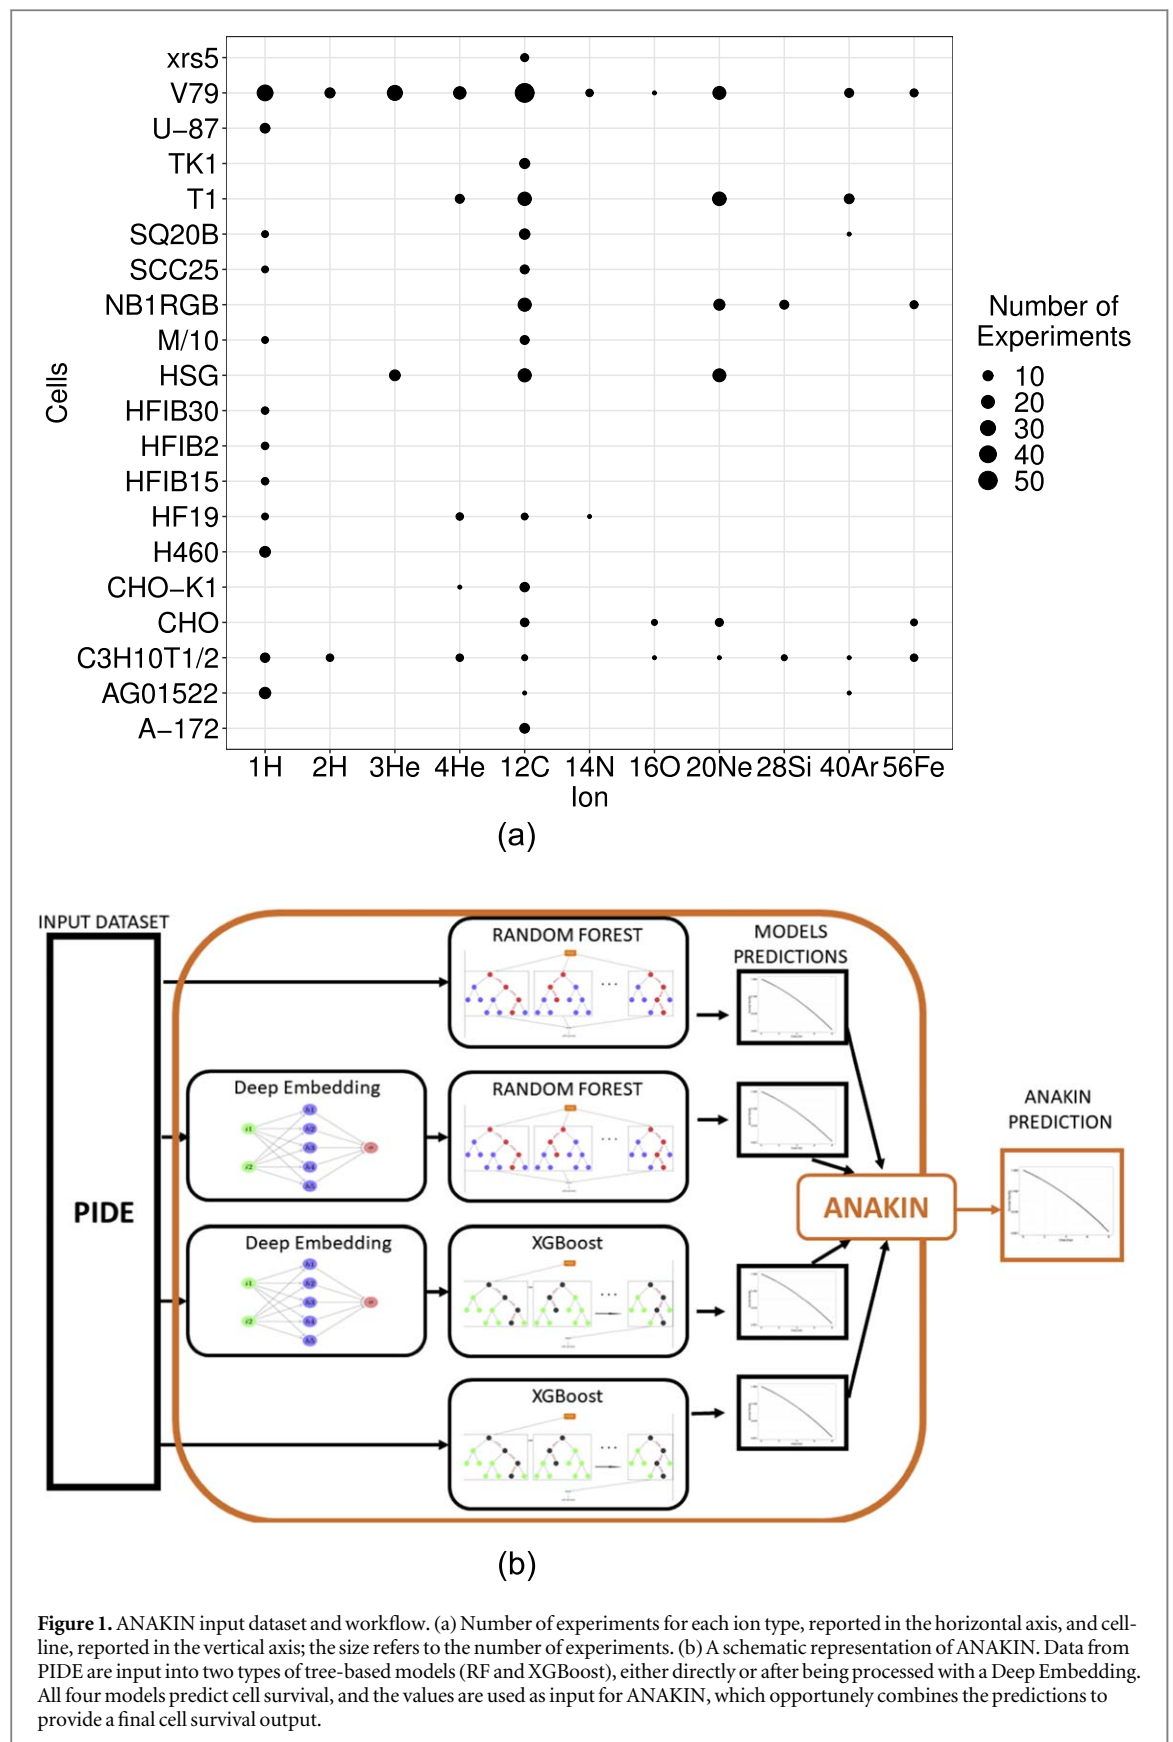 xrs5
V79
U−87
TK1
T1
SQ20B
SCC25
NB1RGB
M/10
HSG
HFIB30
HFIB2
HFIB15
HF19
H460
CHO−K1
CHO
C3H10T1/2
AG01522
A−172
Cells
1H 2H 3He 4He 12C 14N 16O 20Ne 28Si 40Ar 56Fe
Ion
Number of
Experiments
10
20
30
40
50
(a)
INPUT DATASET
PIDE
RANDOM FOREST
MODELS
PREDICTIONS
Deep Embedding
RANDOM FOREST
Deep Embedding
XGBoost
XGBoost
ANAKIN
ANAKIN
PREDICTION
(b)
Figure 1. ANAKIN input dataset and workflow. (a) Number of experiments for each ion type, reported in the horizontal axis, and cell-
line, reported in the vertical axis; the size refers to the number of experiments. (b) A schematic representation of ANAKIN. Data from
PIDE are input into two types of tree-based models (RF and XGBoost), either directly or after being processed with a Deep Embedding.
All four models predict cell survival, and the values are used as input for ANAKIN, which opportunely combines the predictions to
provide a final cell survival output.